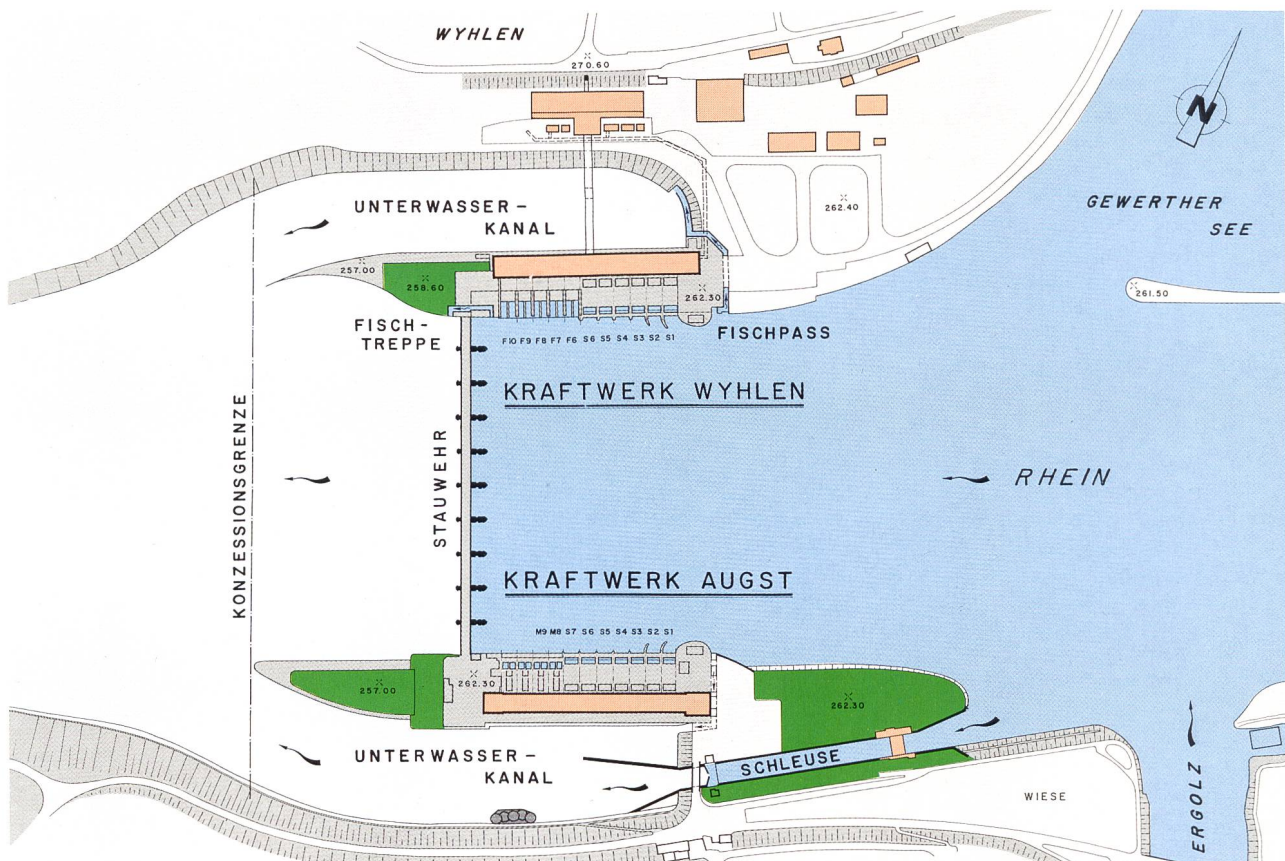 WYHLEN
270.60
N
GEWERTHER
SEE
262.40
UNTERWASSER –
KANAL
257.00
258.60
262.30
261.50
FISCH-
TREPPE
FISCHPASS
F10 F9 F8 F7 F6 S6 S5 S4 S3 S2 S1
KRAFTWERK WYHLEN
KONZESSIONSGRENZE
STAUWEHR
RHEIN
KRAFTWERK AUGST
M9 M8 S7 S6 S5 S4 S3 S2 S1
257.00
262.30
262.30
UNTERWASSER –
KANAL
SCHLEUSE
WIESE
ERGOLZ